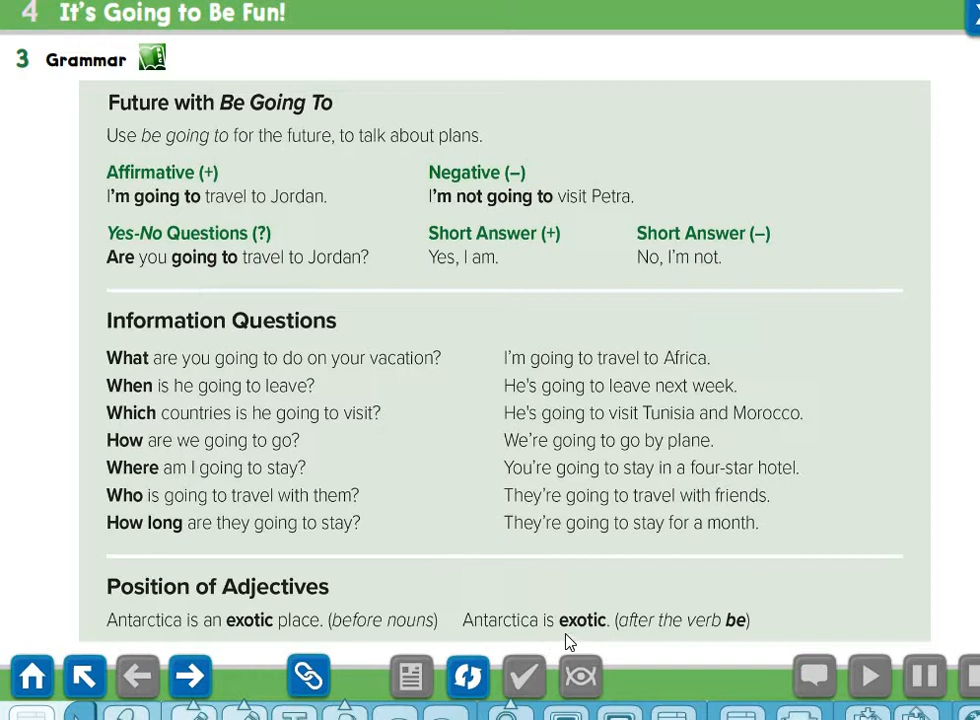 4 It's Going to Be Fun!
3 Grammar
Future with Be Going To
Use be going to for the future, to talk about plans.
Affirmative (+) Negative (–)
I'm going to travel to Jordan. I'm not going to visit Petra.
Yes-No Questions (?) Short Answer (+) Short Answer (–)
Are you going to travel to Jordan? Yes, I am. No, I'm not.
Information Questions
What are you going to do on your vacation? I'm going to travel to Africa.
When is he going to leave? He's going to leave next week.
Which countries is he going to visit? He's going to visit Tunisia and Morocco.
How are we going to go? We're going to go by plane.
Where am I going to stay? You're going to stay in a four-star hotel.
Who is going to travel with them? They're going to travel with friends.
How long are they going to stay? They're going to stay for a month.
Position of Adjectives
Antarctica is an exotic place. (before nouns) Antarctica is exotic. (after the verb be)